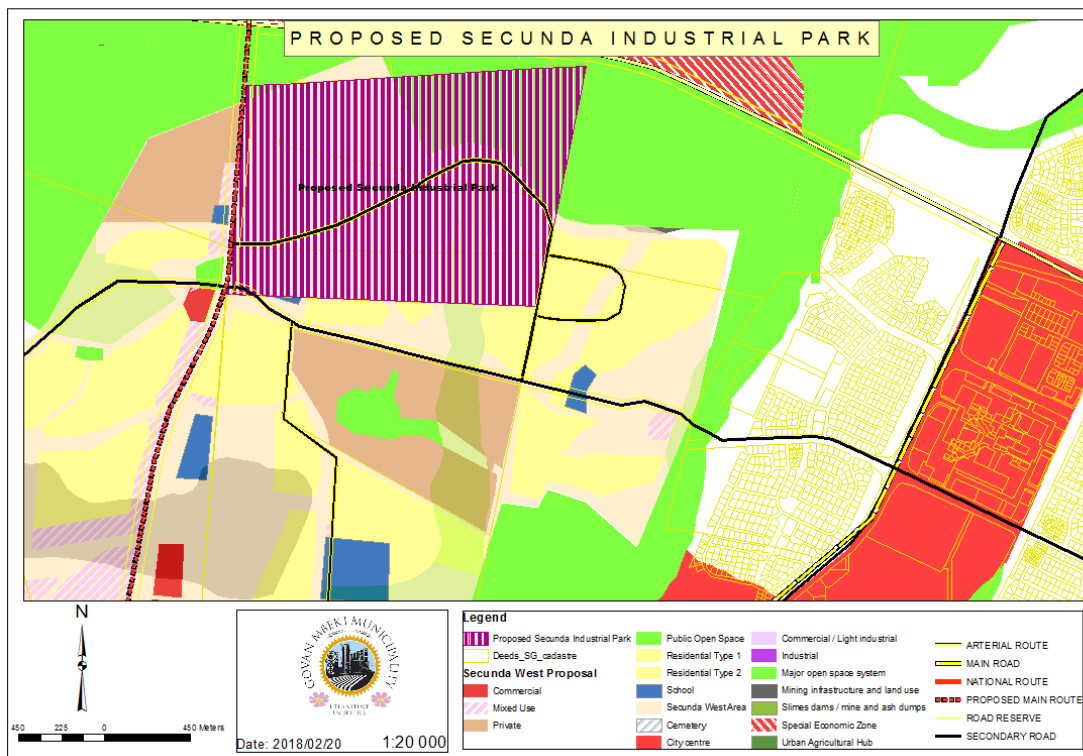 PROPOSED SECUNDA INDUSTRIAL PARK
Proposed Secunda Industrial Park
N
450 225 0 450 Meters
GOVAN MBEKI MUNICIPALITY
Date: 2018/02/20 1:20 000
Legend
Proposed Secunda Industrial Park
Deeds_SG_cadastre
Secunda West Proposal
Commercial
Mixed Use
Private
Public Open Space
Residential Type 1
Residential Type 2
School
Secunda West Area
Cemetery
City centre
Commercial / Light industrial
Industrial
Major open space system
Mining infrastructure and land use
Slimes dams / mine and ash dumps
Special Economic Zone
Urban Agricultural Hub
ARTERIAL ROUTE
MAIN ROAD
NATIONAL ROUTE
PROPOSED MAIN ROUTE
ROAD RESERVE
SECONDARY ROAD